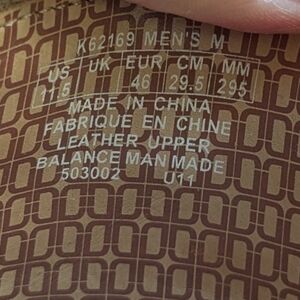 K62169 MEN'S M
US UK EUR CM MM
11.5 46 29.5 295
MADE IN CHINA
FABRIQUE EN CHINE
LEATHER UPPER
BALANCE MAN MADE
503002 U11